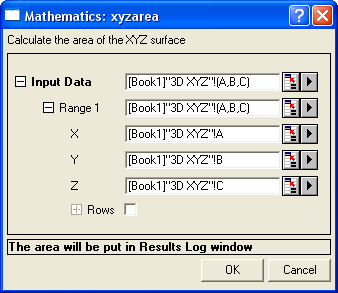 Mathematics: xyzarea
Calculate the area of the XYZ surface
Input Data [Book1]"3D XYZ"!(A,B,C)
Range 1 [Book1]"3D XYZ"!(A,B,C)
X [Book1]"3D XYZ"!A
Y [Book1]"3D XYZ"!B
Z [Book1]"3D XYZ"!C
Rows
The area will be put in Results Log window
OK Cancel